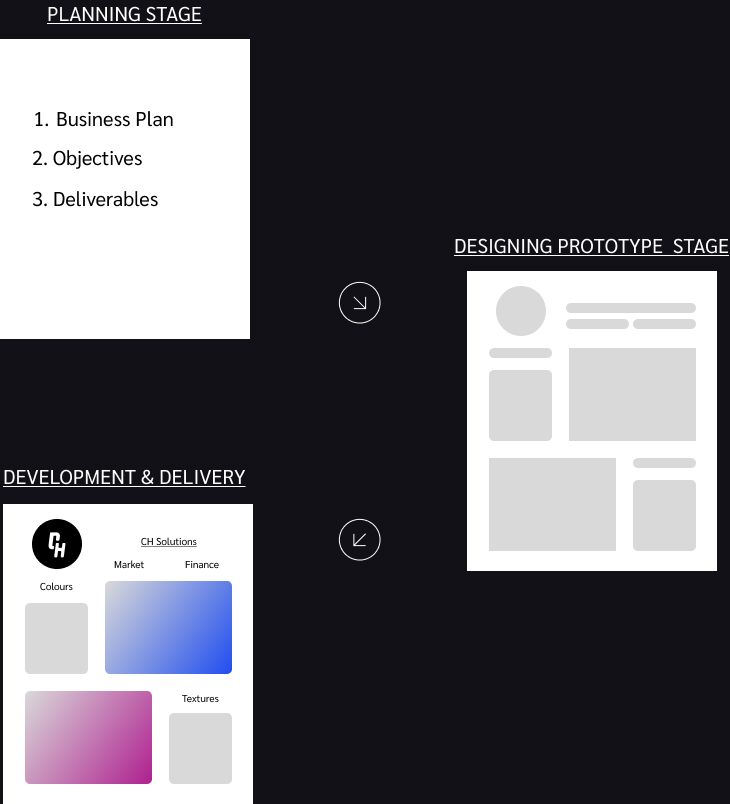 PLANNING STAGE
1. Business Plan
2. Objectives
3. Deliverables
DESIGNING PROTOTYPE STAGE
DEVELOPMENT & DELIVERY
CH
CH Solutions
Market Finance
Colours
Textures